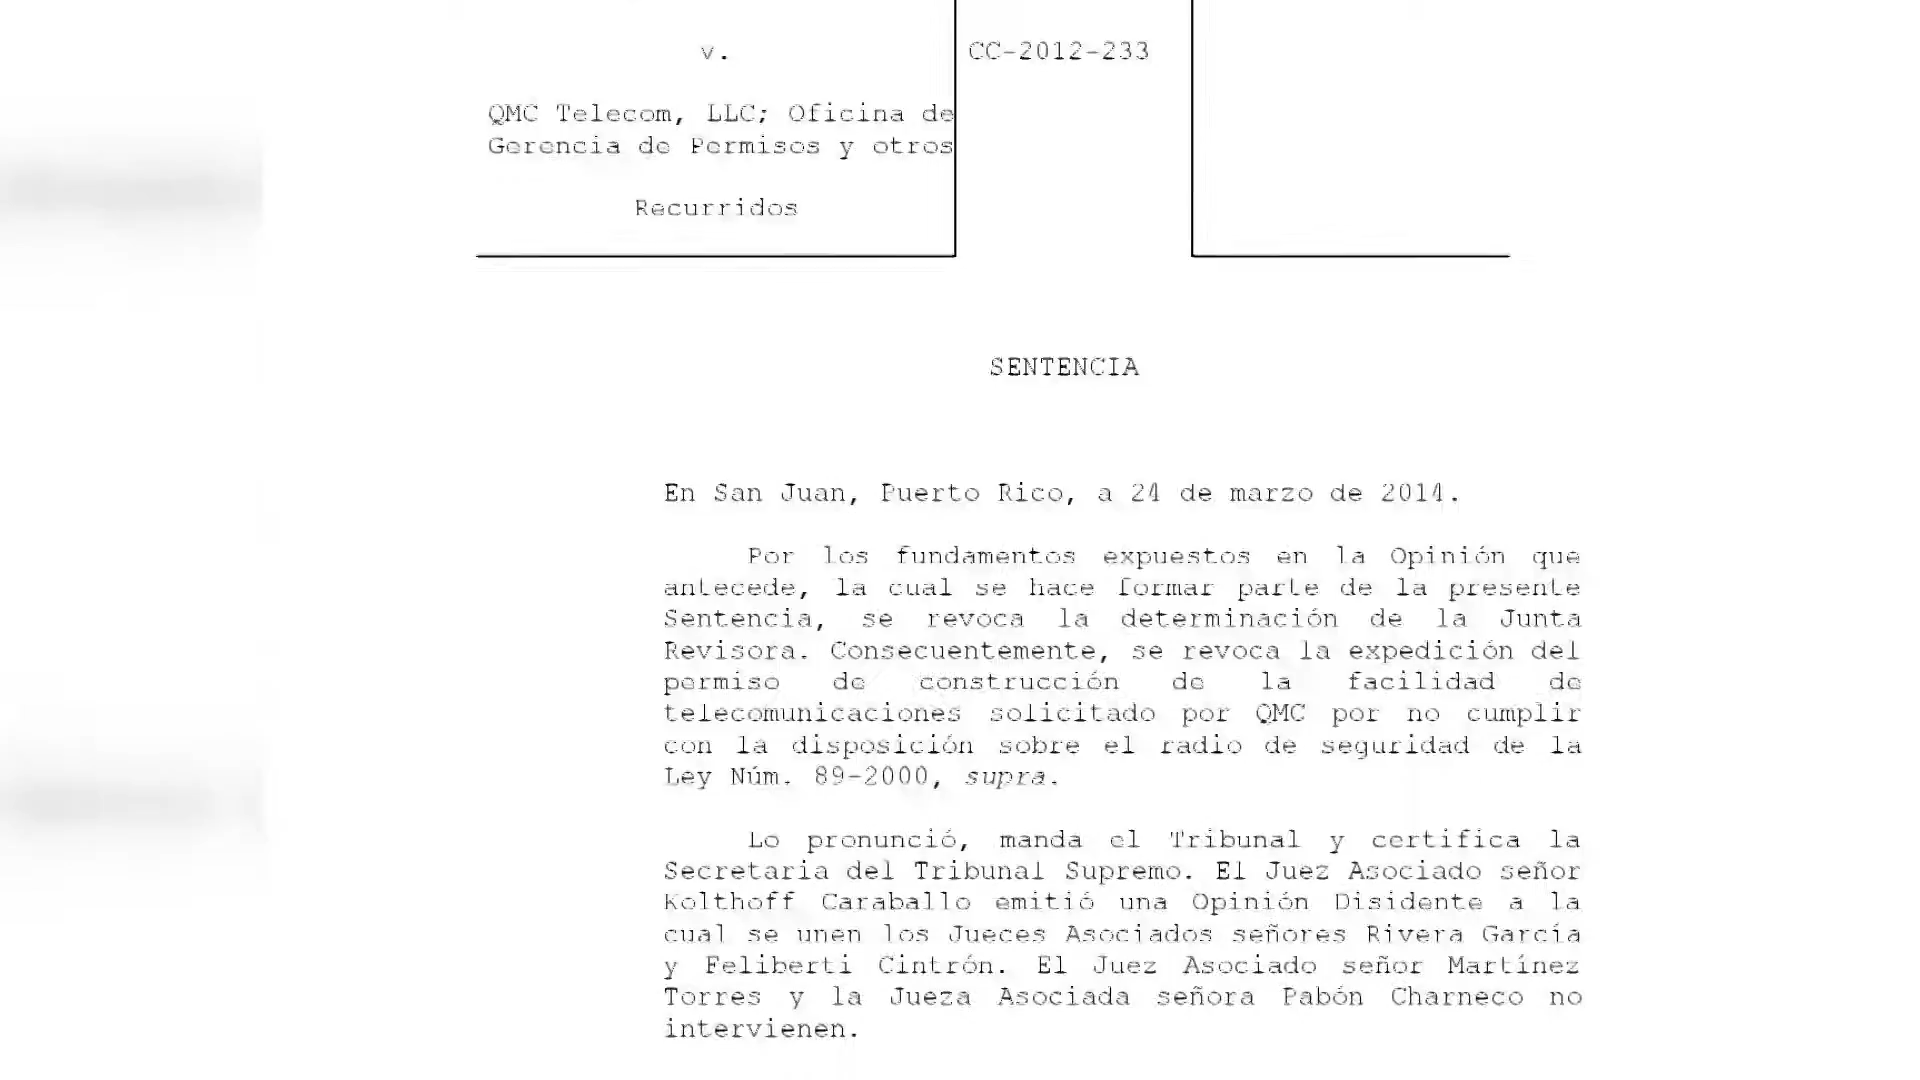 v.
CC-2012-233
QMC Telecom, LLC; Oficina de
Gerencia de Permisos y otros
Recurridos
SENTENCIA
En San Juan, Puerto Rico, a 24 de marzo de 2014.
Por los fundamentos expuestos en la Opinión que
antecede, la cual se hace formar parte de la presente
Sentencia, se revoca la determinación de la Junta
Revisora. Consecuentemente, se revoca la expedición del
permiso de construcción de la facilidad de
telecomunicaciones solicitado por QMC por no cumplir
con la disposición sobre el radio de seguridad de la
Ley Núm. 89-2000, supra.
Lo pronunció, manda el Tribunal y certifica la
Secretaria del Tribunal Supremo. El Juez Asociado señor
Kolthoff Caraballo emitió una Opinión Disidente a la
cual se unen los Jueces Asociados señores Rivera García
y Feliberti Cintrón. El Juez Asociado señor Martínez
Torres y la Jueza Asociada señora Pabón Charneco no
intervienen.